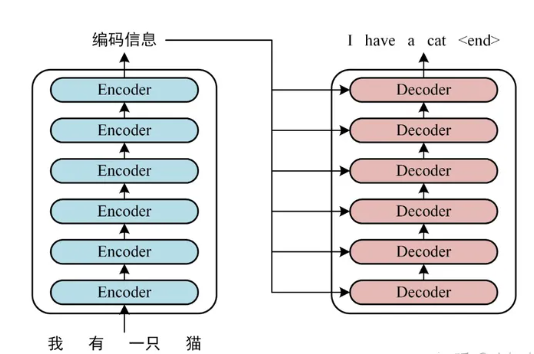 编码信息
Encoder
Encoder
Encoder
Encoder
Encoder
Encoder
我 有 一只 猫
I have a cat <end>
Decoder
Decoder
Decoder
Decoder
Decoder
Decoder